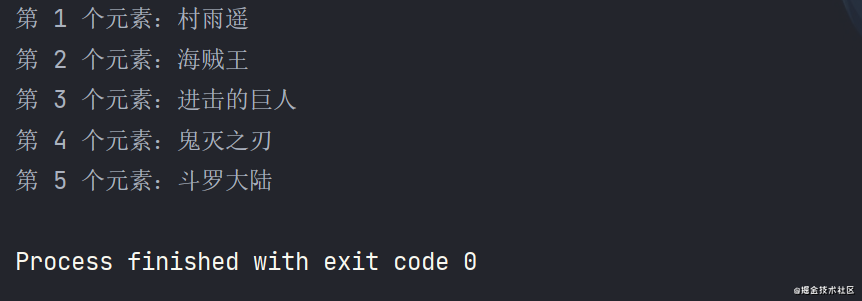 第 1 个元素：村雨遥
第 2 个元素：海贼王
第 3 个元素：进击的巨人
第 4 个元素：鬼灭之刃
第 5 个元素：斗罗大陆
Process finished with exit code 0
@掘金技术社区